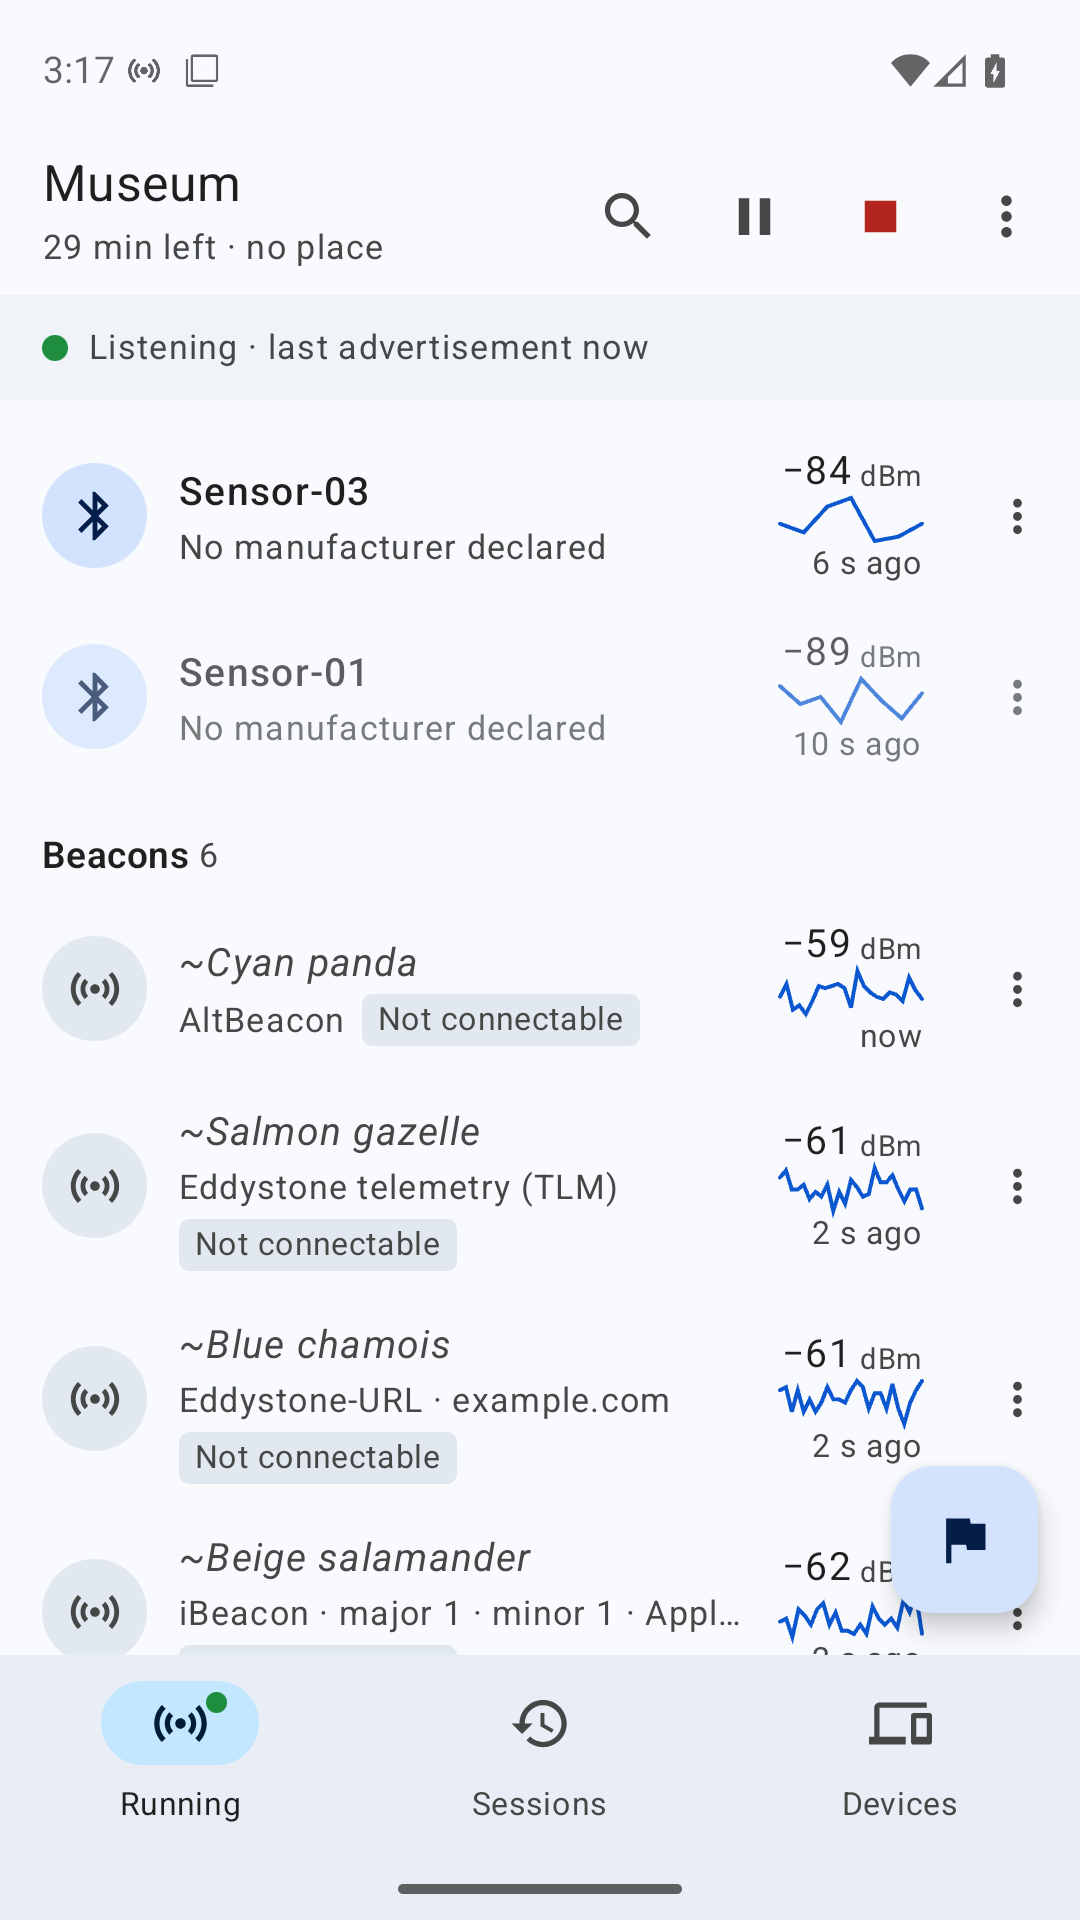 3:17
Museum
29 min left · no place
Listening · last advertisement now
Sensor-03
No manufacturer declared
−84 dBm
6 s ago
Sensor-01
No manufacturer declared
−89 dBm
10 s ago
Beacons 6
~Cyan panda
AltBeacon Not connectable
−59 dBm
now
~Salmon gazelle
Eddystone telemetry (TLM)
Not connectable
−61 dBm
2 s ago
~Blue chamois
Eddystone-URL · example.com
Not connectable
−61 dBm
2 s ago
~Beige salamander
iBeacon · major 1 · minor 1 · Appl…
−62
Running
Sessions
Devices